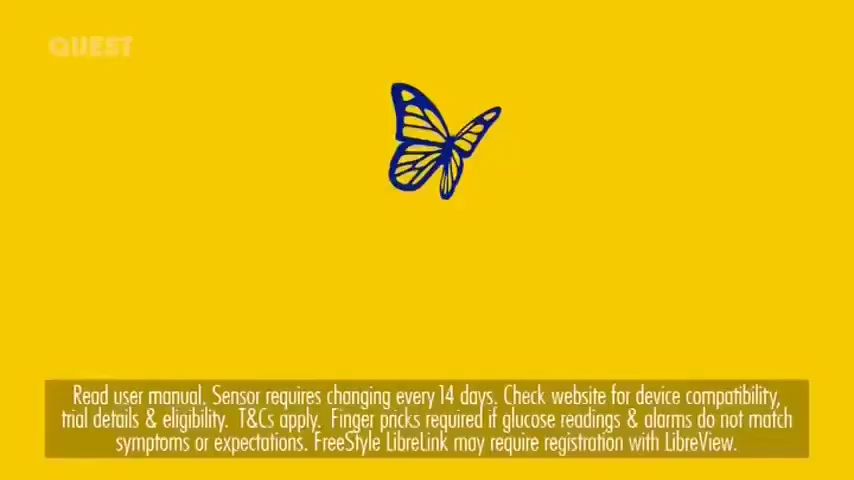 QUEST
Read user manual. Sensor requires changing every 14 days. Check website for device compatibility,
trial details & eligibility. T&Cs apply. Finger pricks required if glucose readings & alarms do not match
symptoms or expectations. FreeStyle LibreLink may require registration with LibreView.